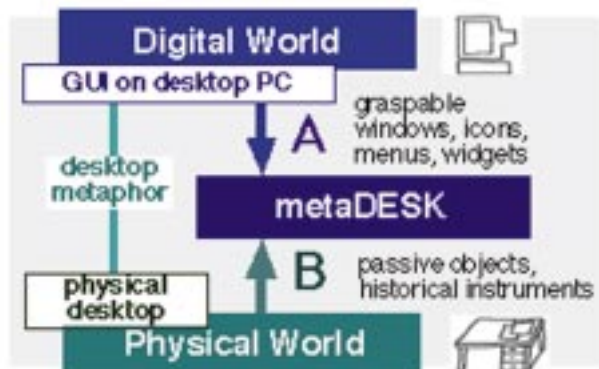 Digital World
GUI on desktop PC
A
graspable
windows, icons,
menus, widgets
desktop
metaphor
metaDESK
B
passive objects,
historical instruments
physical
desktop
Physical World